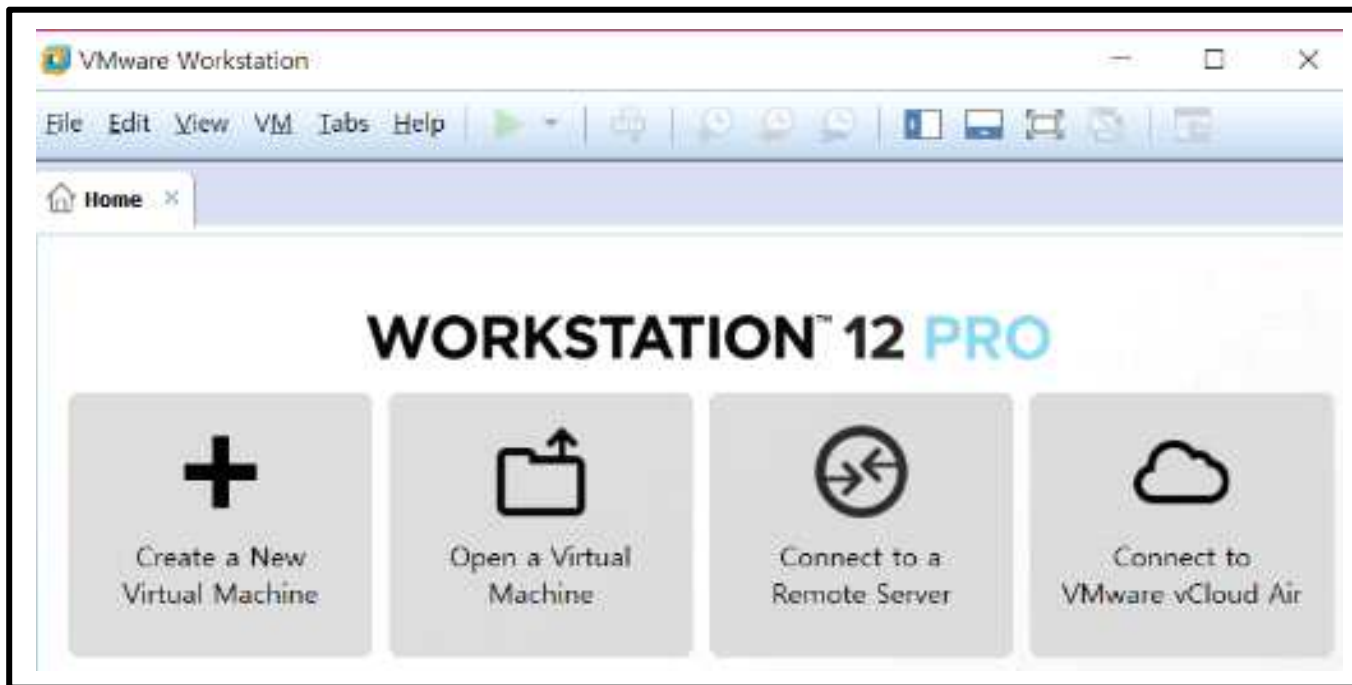 VMware Workstation
File Edit View VM Tabs Help
Home
WORKSTATION™ 12 PRO
Create a New
Virtual Machine
Open a Virtual
Machine
Connect to a
Remote Server
Connect to
VMware vCloud Air